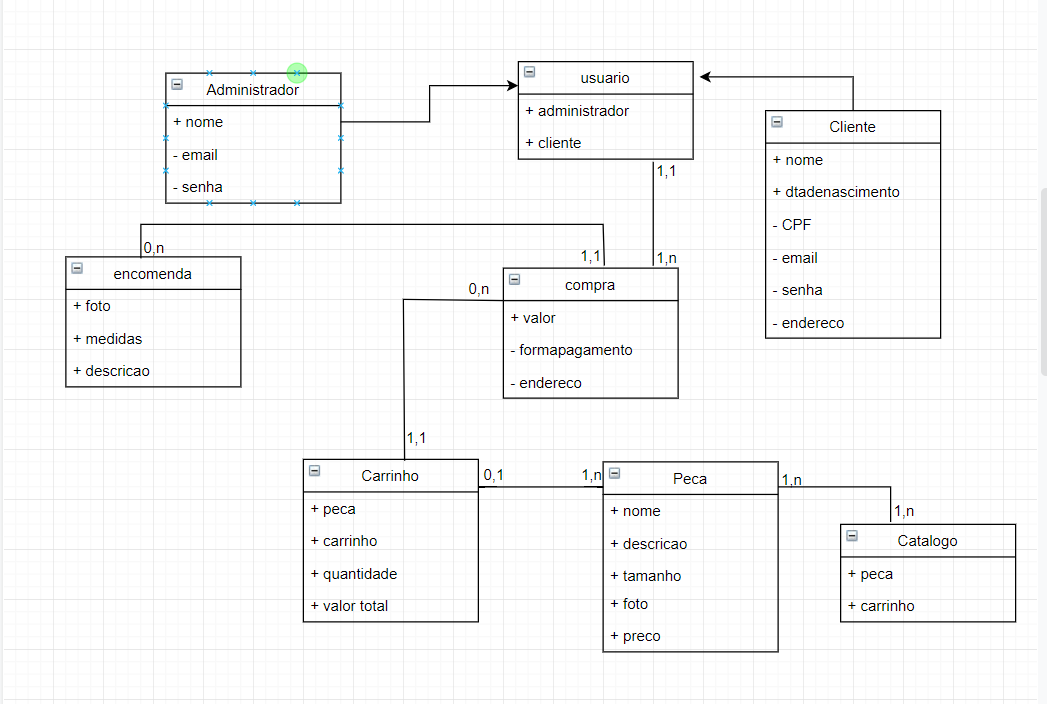 Administrador
+ nome
- email
- senha
usuario
+ administrador
+ cliente
Cliente
+ nome
+ dtadenascimento
- CPF
- email
- senha
- endereco
1,1
0,n
1,1
1,n
encomenda
+ foto
+ medidas
+ descricao
0,n
compra
+ valor
- formapagamento
- endereco
1,1
Carrinho
+ peca
+ carrinho
+ quantidade
+ valor total
0,1
1,n
Peca
+ nome
+ descricao
+ tamanho
+ foto
+ preco
1,n
1,n
Catalogo
+ peca
+ carrinho